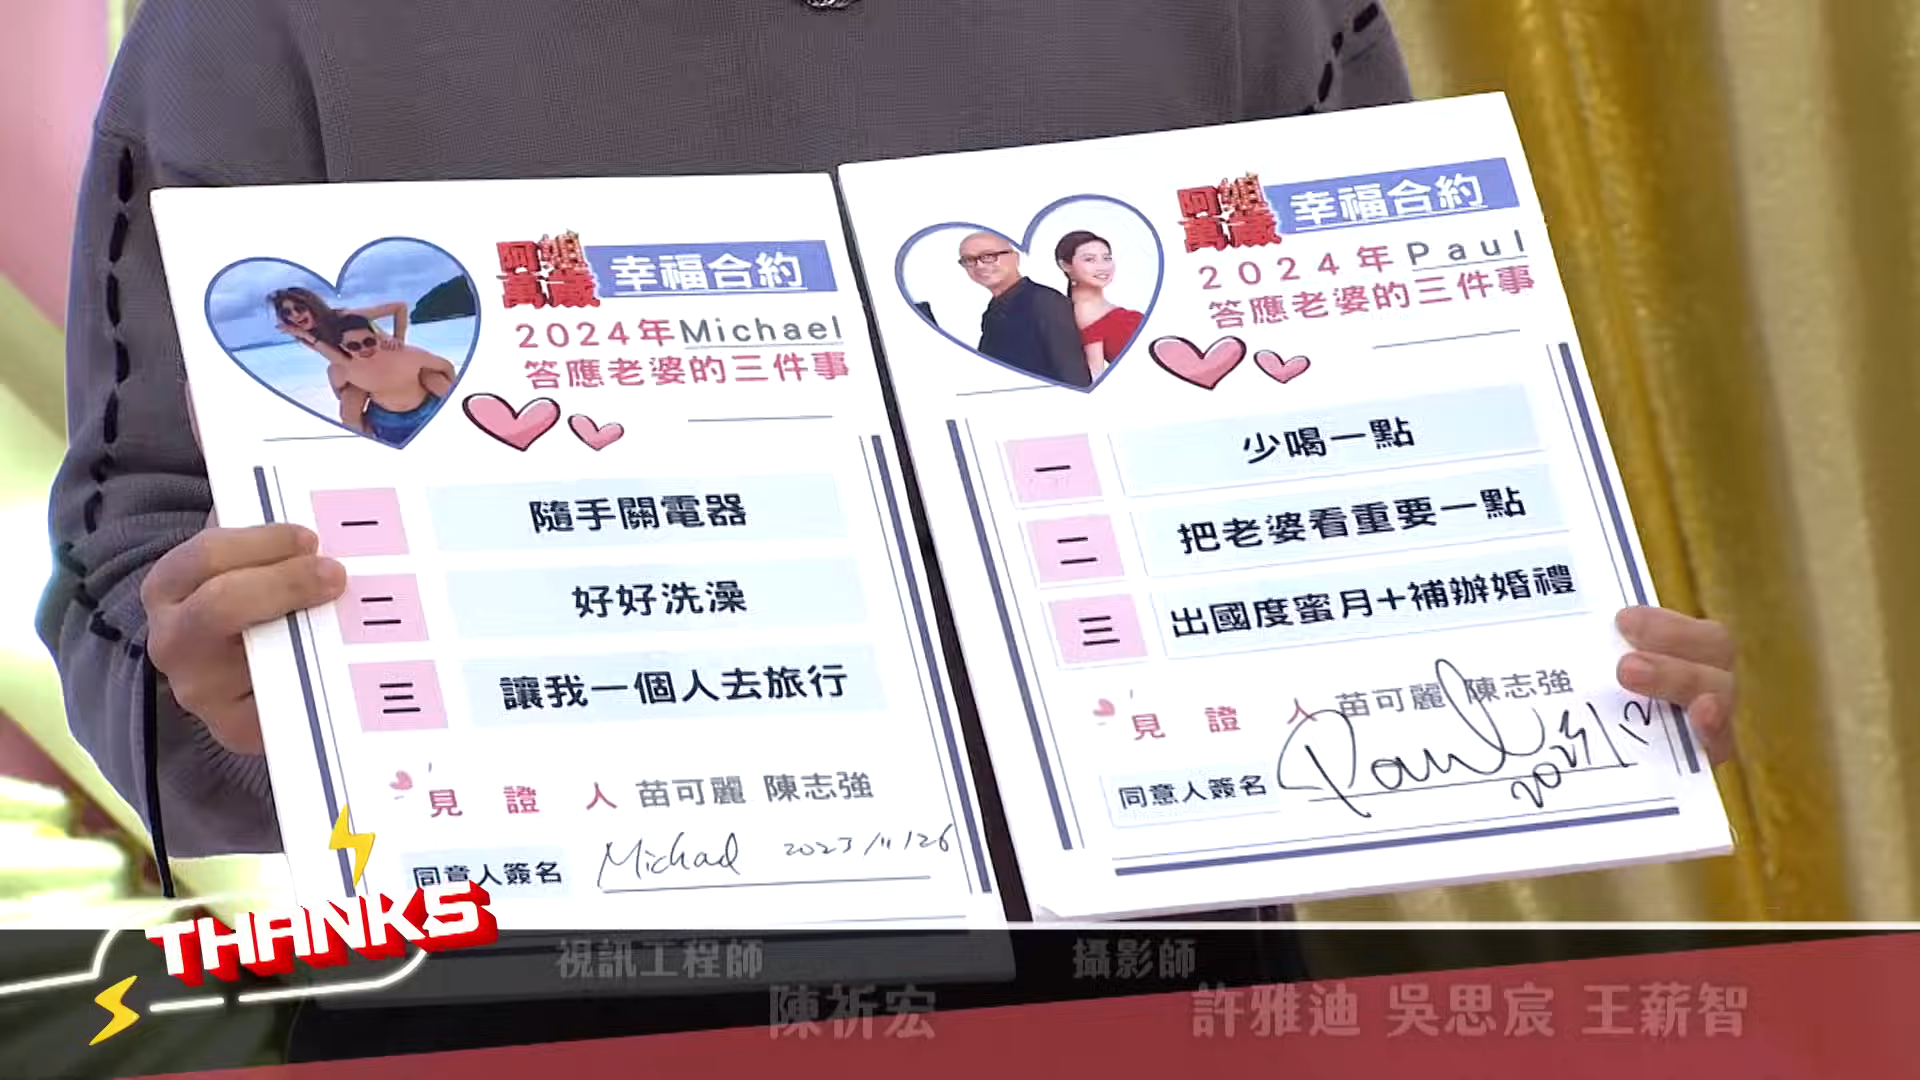 阿姐萬歲
幸福合約
2024年Michael
答應老婆的三件事
一 隨手關電器
二 好好洗澡
三 讓我一個人去旅行
見證人 苗可麗 陳志強
同意人簽名 Michael 2023/11/26
阿姐萬歲
幸福合約
2024年Paul
答應老婆的三件事
一 少喝一點
二 把老婆看重要一點
三 出國度蜜月+補辦婚禮
見證人 苗可麗 陳志強
同意人簽名 Paul
THANKS
視訊工程師
陳祈宏
攝影師
許雅迪 吳思宸 王薪智